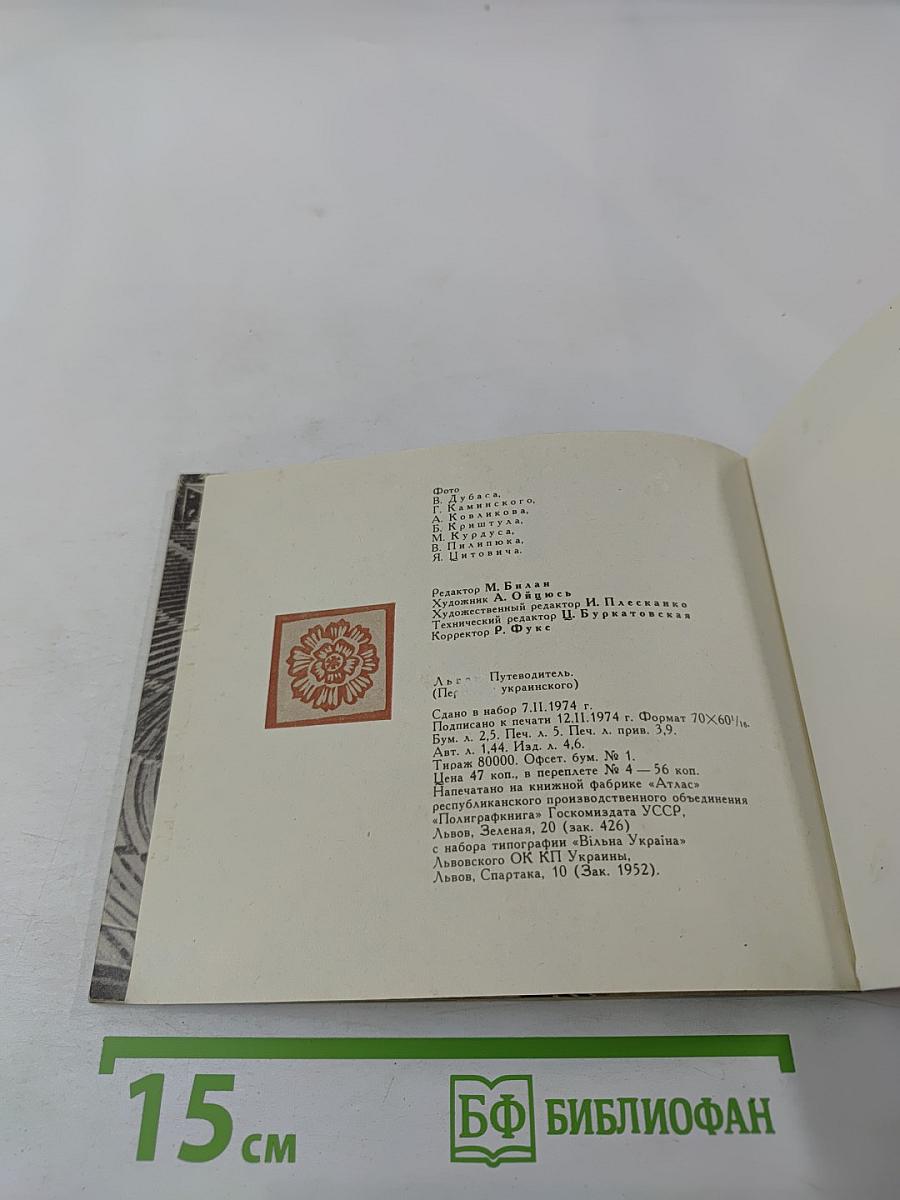 Фото
В. Дубаса,
Г. Каминского,
А. Ковликова,
Б. Криштула,
М. Курдуса,
В. Пилипюка,
Я. Цитовича.
Редактор М. Билан
Художник А. Ойцюсь
Художественный редактор И. Плесканко
Технический редактор Ц. Буркатовская
Корректор Р. Фукс
Путеводитель.
украинского)
Сдано в набор 7.II.1974 г.
Подписано к печати 12.II.1974 г. Формат 70×60¹/₁₆.
Бум. л. 2,5. Печ. л. 5. Печ. л. прив. 3,9.
Авт. л. 1,44. Изд. л. 4,6.
Тираж 80000. Офсет. бум. № 1.
Цена 47 коп., в переплете № 4 — 56 коп.
Напечатано на книжной фабрике «Атлас»
республиканского производственного объединения
«Полиграфкнига» Госкомиздата УССР,
Львов, Зеленая, 20 (зак. 426)
с набора типографии «Вільна Україна»
Львовского ОК КП Украины,
Львов, Спартака, 10 (Зак. 1952).
15 см
БФ БИБЛИОФАН